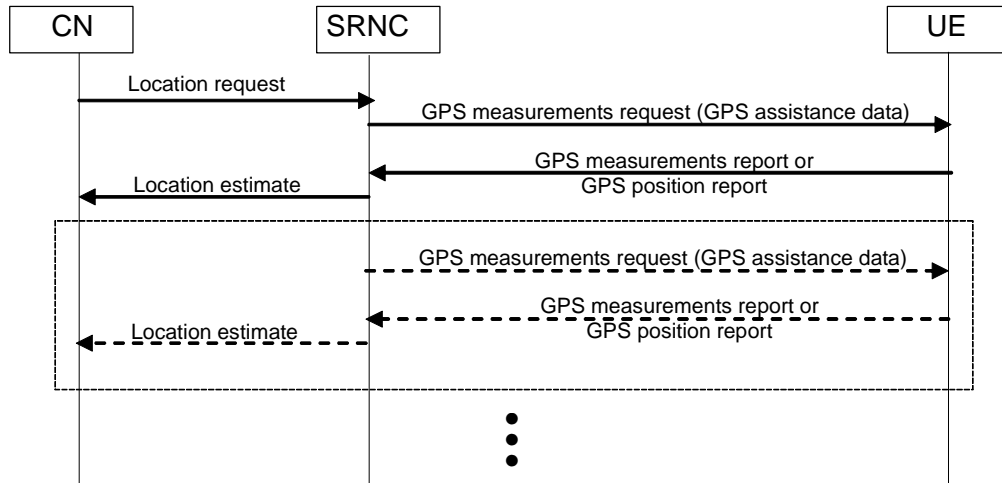 CN
SRNC
UE
Location request
GPS measurements request (GPS assistance data)
GPS measurements report or
GPS position report
Location estimate
GPS measurements request (GPS assistance data)
GPS measurements report or
GPS position report
Location estimate